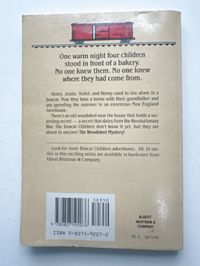 One warm night four children
stood in front of a bakery.
No one knew them. No one knew
where they had come from.
Henry, Jessie, Violet, and Benny used to live alone in a
boxcar. Now they have a home with their grandfather and
are spending the summer in an enormous New England
farmhouse.
There's an old woodshed near the house that holds a sur-
prising secret — a secret that dates from the Revolutionary
War. The Boxcar Children don't know it yet, but they are
about to uncover The Woodshed Mystery!
Look for more Boxcar Children adventures. All 19 sto-
ries in this exciting series are available in hardcover from
Albert Whitman & Company.
50350
ISBN 0-8075-9207-2
ALBERT
WHITMAN
& COMPANY